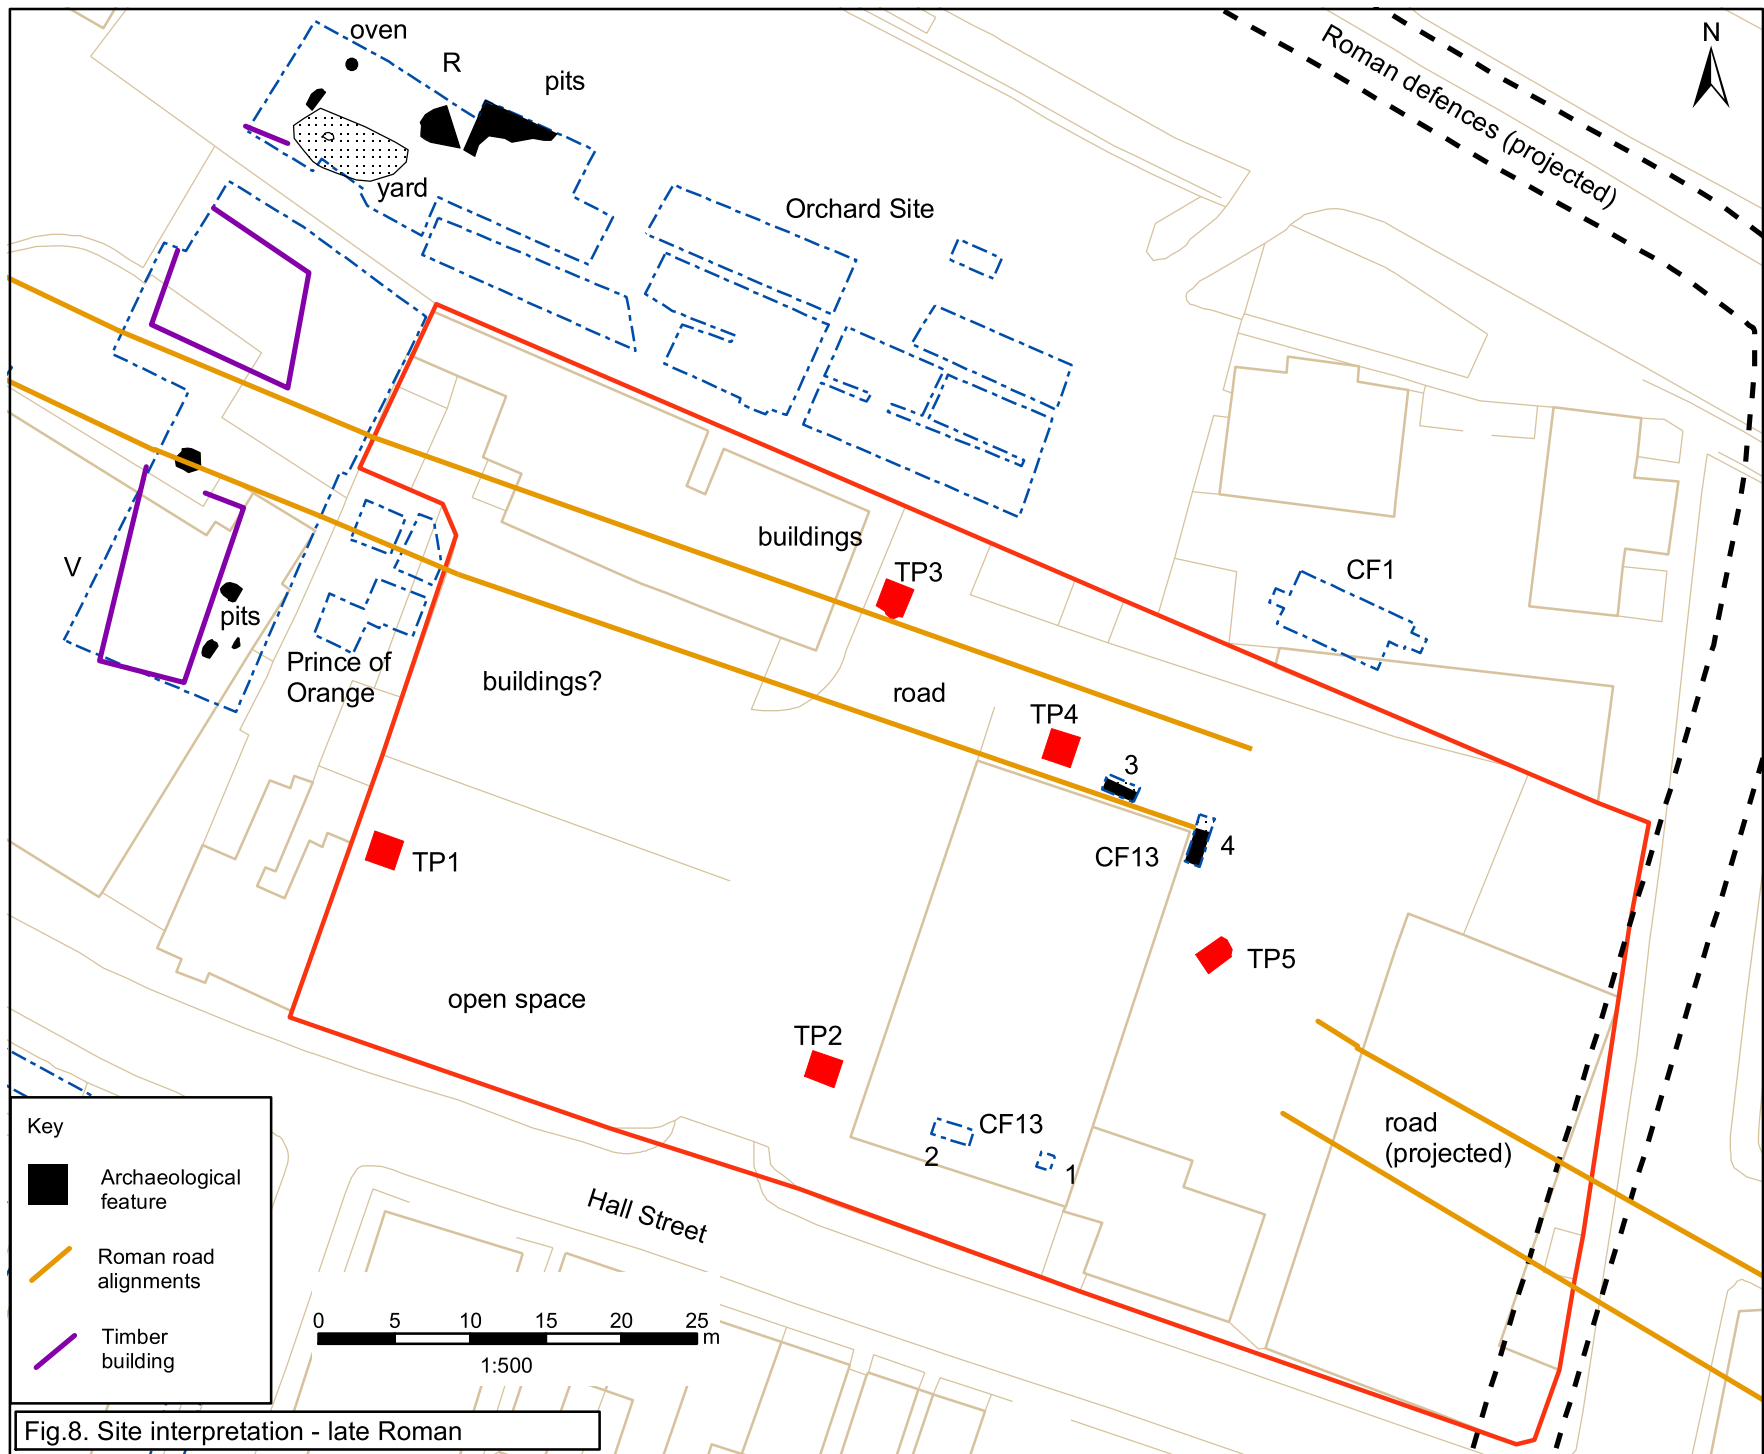 oven
R
pits
N
Roman defences (projected)
yard
Orchard Site
buildings
TP3
CF1
V
pits
Prince of
Orange
buildings?
road
TP4
3
4
CF13
TP1
TP5
open space
TP2
CF13
2
1
road
(projected)
Hall Street
Key
Archaeological
feature
Roman road
alignments
Timber
building
0 5 10 15 20 25
m
1:500
Fig.8. Site interpretation - late Roman